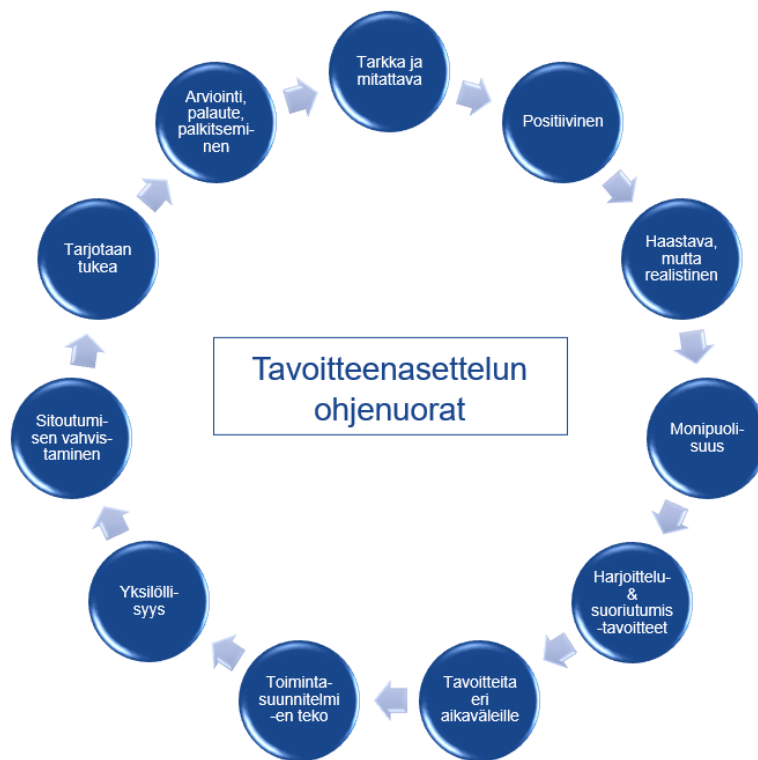 Tarkka ja
mitattava
Positiivinen
Haastava,
mutta
realistinen
Monipuoli-
suus
Harjoittelu-
&
suoriutumis
-tavoitteet
Tavoitteita
eri
aikaväleille
Toiminta-
suunnitelmi
-en teko
Yksilölli-
syys
Sitoutumi-
sen vahvis-
taminen
Tarjotaan
tukea
Arviointi,
palaute,
palkitsemi-
nen
Tavoitteenasettelun
ohjenuorat